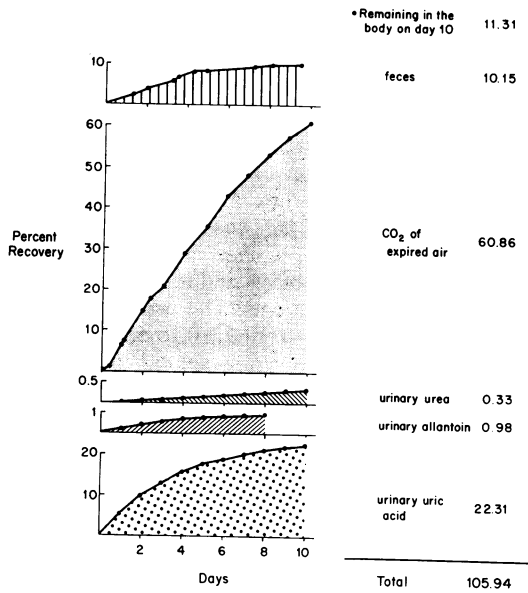 • Remaining in the 11.31
body on day 10
10
feces 10.15
60
50
40
Percent
Recovery
CO2 of 60.86
expired air
30
20
10
0.5
urinary urea 0.33
1
urinary allantoin 0.98
20
10
urinary uric 22.31
acid
2 4 6 8 10
Days
Total 105.94